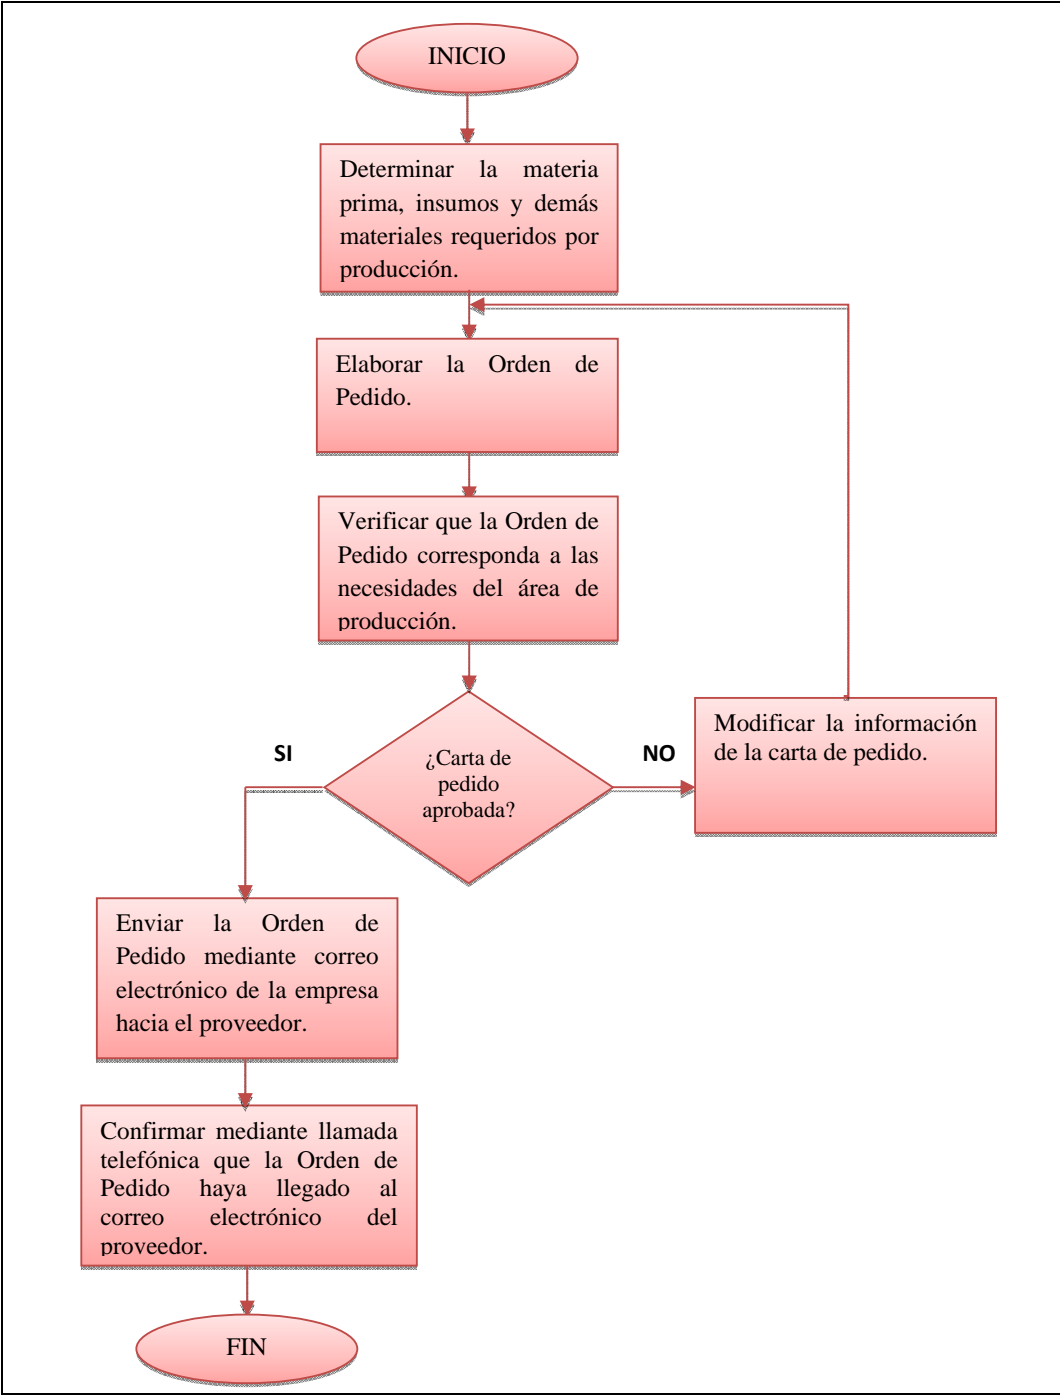 INICIO
Determinar la materia
prima, insumos y demás
materiales requeridos por
producción.
Elaborar la Orden de
Pedido.
Verificar que la Orden de
Pedido corresponda a las
necesidades del área de
producción.
¿Carta de
pedido
aprobada?
SI
NO
Modificar la información
de la carta de pedido.
Enviar la Orden de
Pedido mediante correo
electrónico de la empresa
hacia el proveedor.
Confirmar mediante llamada
telefónica que la Orden de
Pedido haya llegado al
correo electrónico del
proveedor.
FIN